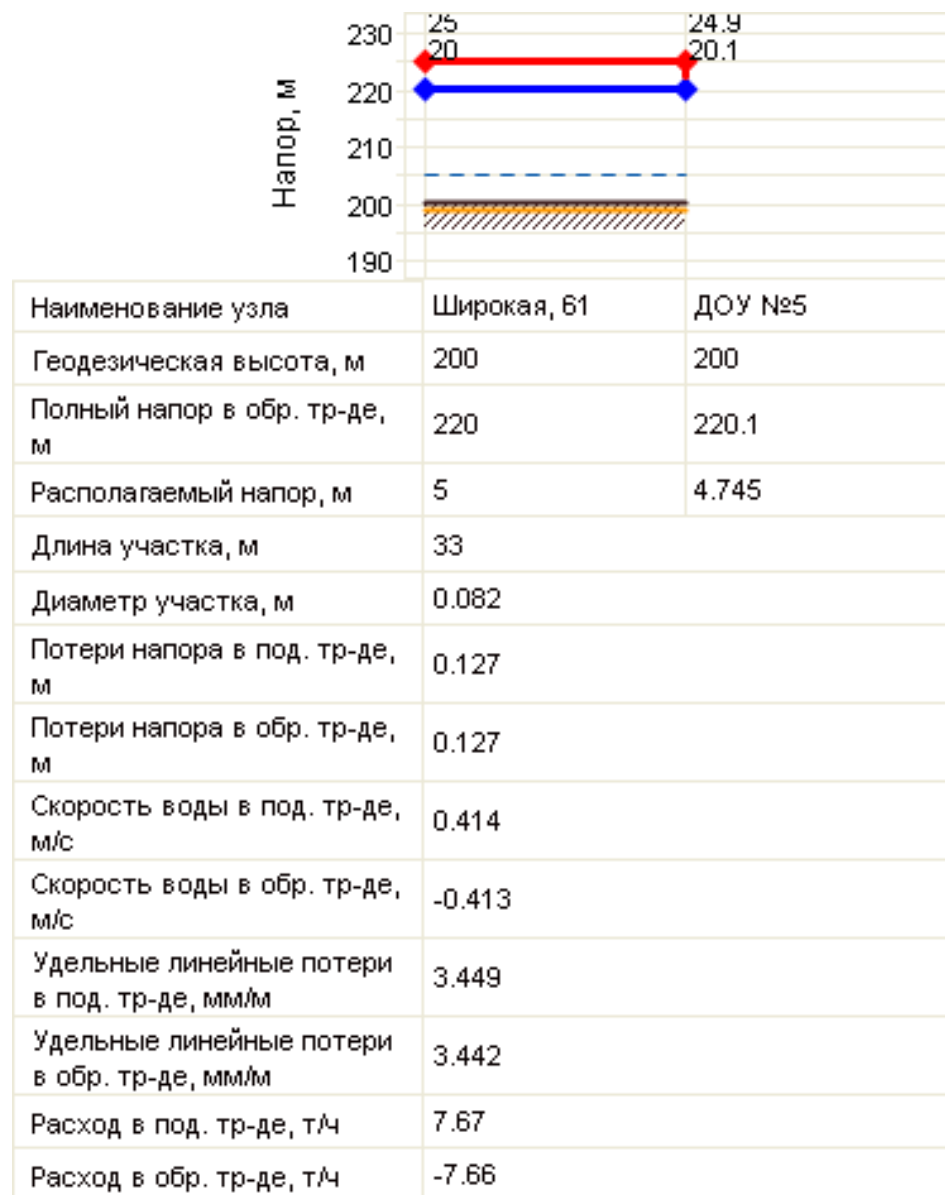 25 24.9
230
20 20.1
220
Напор, м
210
200
190
Наименование узла Широкая, 61 ДОУ №5
Геодезическая высота, м 200 200
Полный напор в обр. тр-де,
м 220 220.1
Располагаемый напор, м 5 4.745
Длина участка, м 33
Диаметр участка, м 0.082
Потери напора в под. тр-де,
м 0.127
Потери напора в обр. тр-де,
м 0.127
Скорость воды в под. тр-де,
м/с 0.414
Скорость воды в обр. тр-де,
м/с -0.413
Удельные линейные потери
в под. тр-де, мм/м 3.449
Удельные линейные потери
в обр. тр-де, мм/м 3.442
Расход в под. тр-де, т/ч 7.67
Расход в обр. тр-де, т/ч -7.66